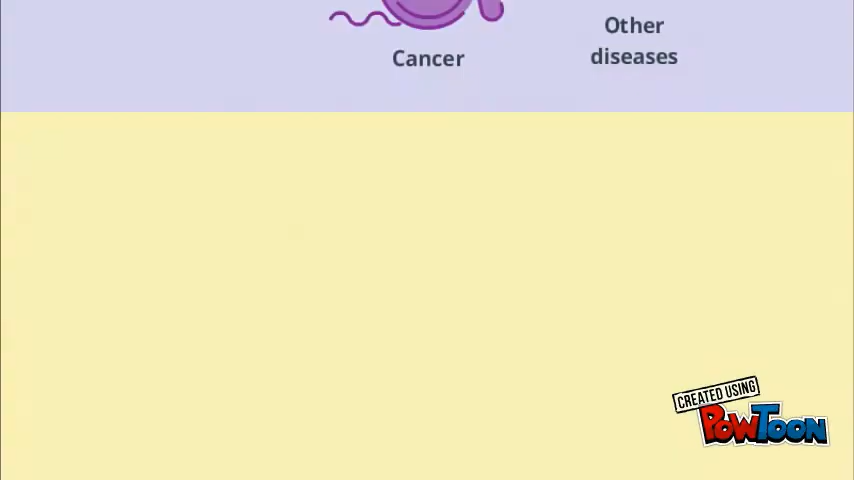 Other
diseases
Cancer
CREATED USING
POWTOON